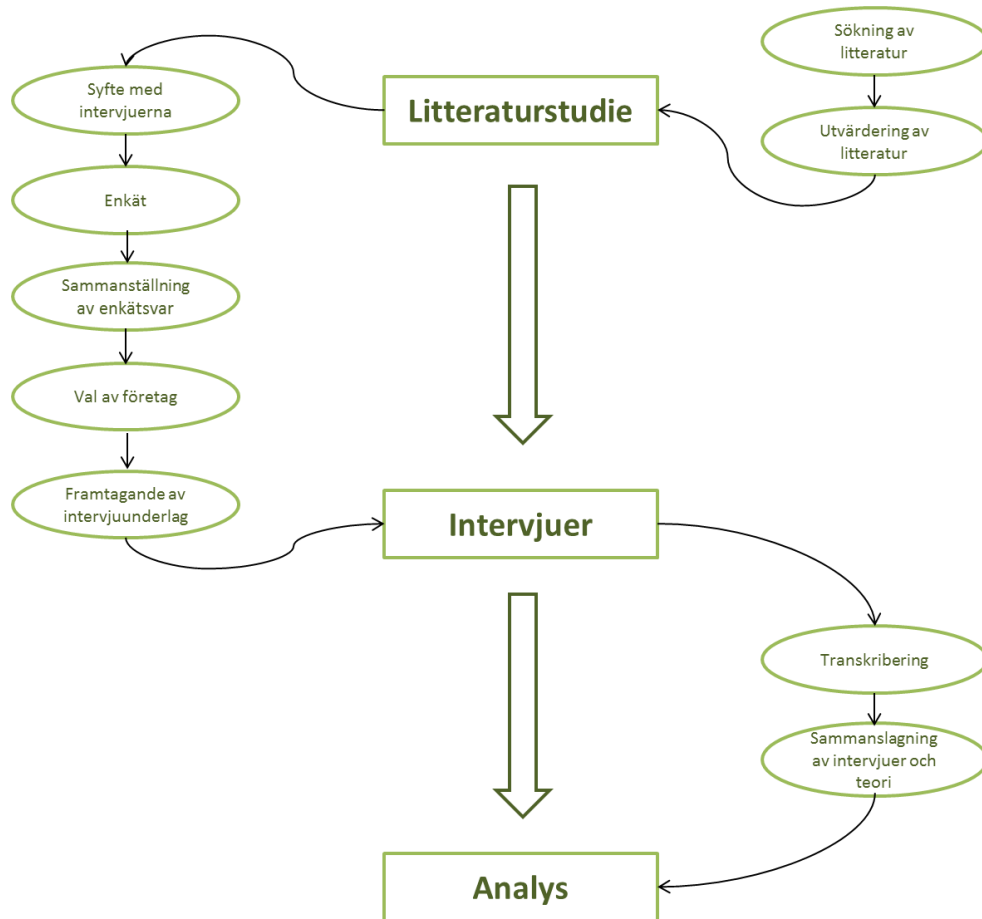 Sökning av
litteratur
Utvärdering av
litteratur
Litteraturstudie
Syfte med
intervjuerna
Enkät
Sammanställning
av enkätsvar
Val av företag
Framtagande av
intervjuunderlag
Intervjuer
Transkribering
Sammanslagning
av intervjuer och
teori
Analys